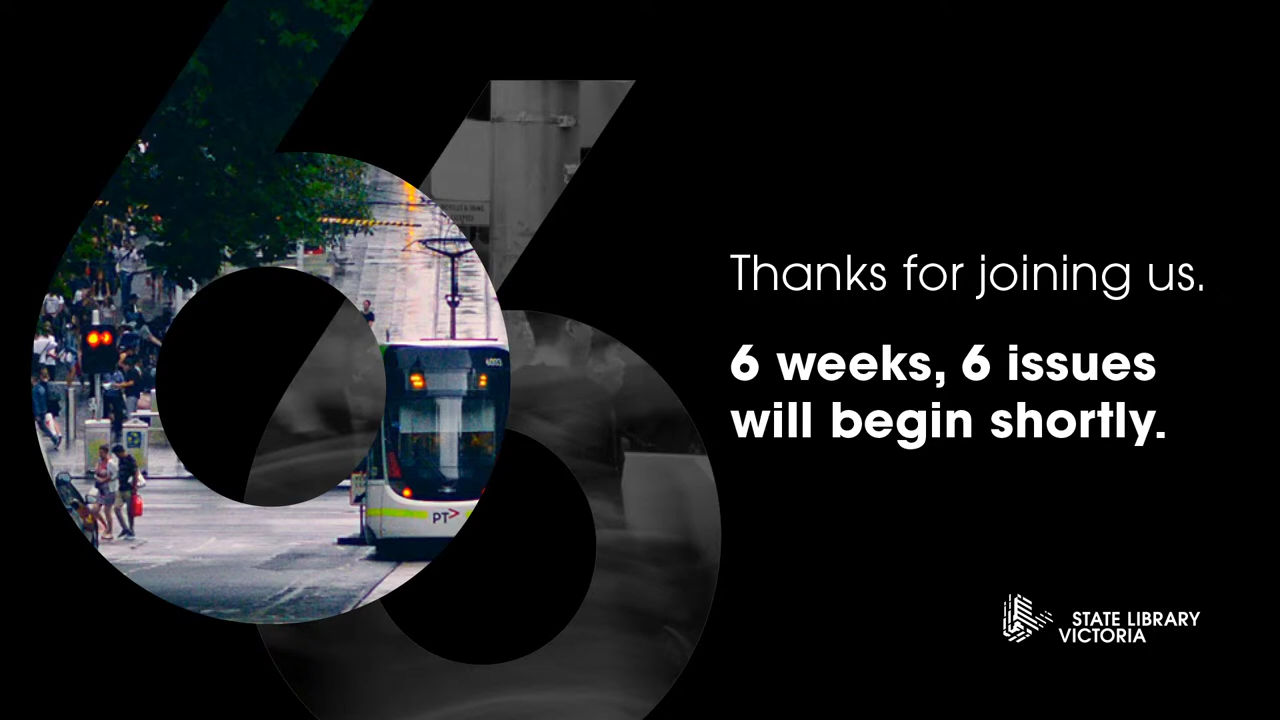 Thanks for joining us.
6 weeks, 6 issues
will begin shortly.
STATE LIBRARY
VICTORIA
PT>